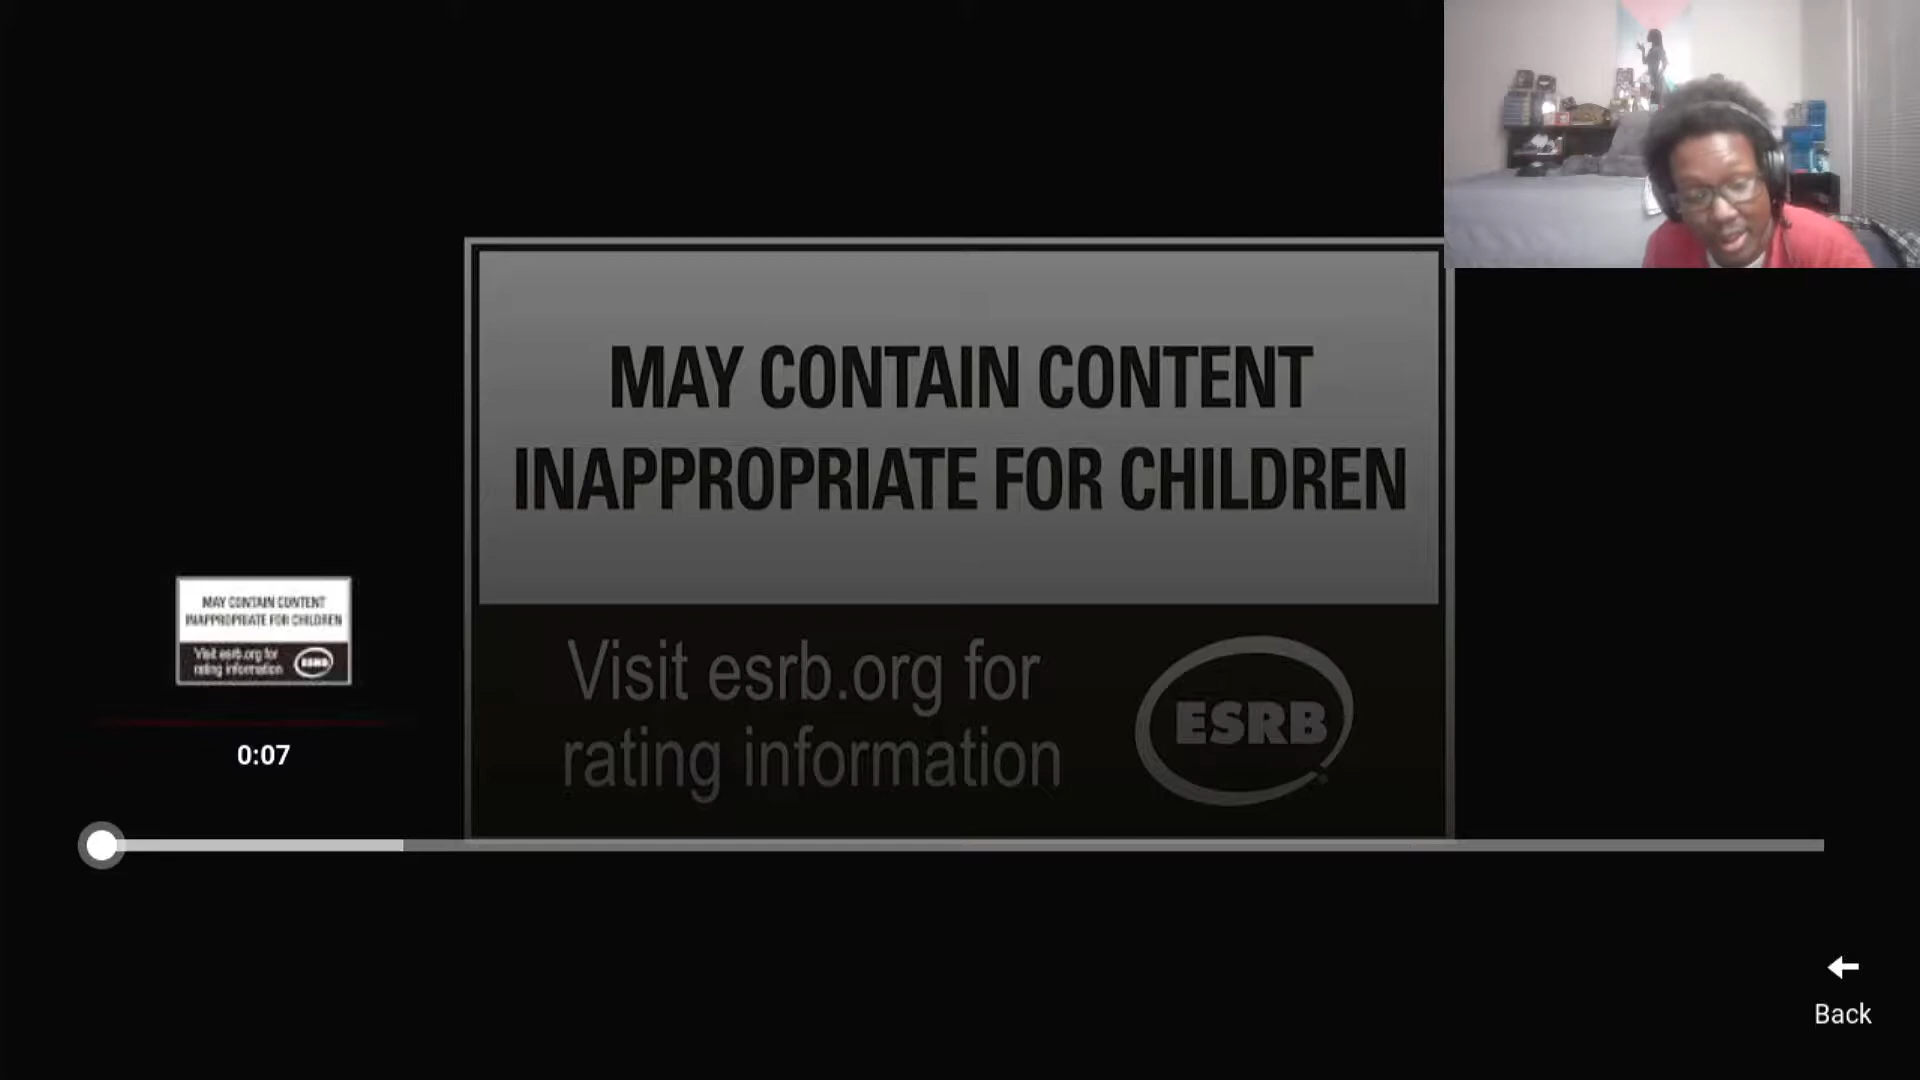 MAY CONTAIN CONTENT
INAPPROPRIATE FOR CHILDREN
Visit esrb.org for
rating information
ESRB
MAY CONTAIN CONTENT
INAPPROPRIATE FOR CHILDREN
Visit esrb.org for
rating information
ESRB
0:07
Back